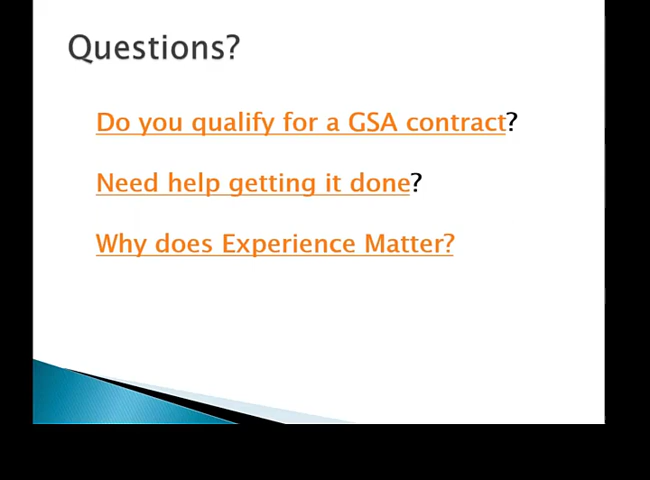 Questions?
Do you qualify for a GSA contract?
Need help getting it done?
Why does Experience Matter?